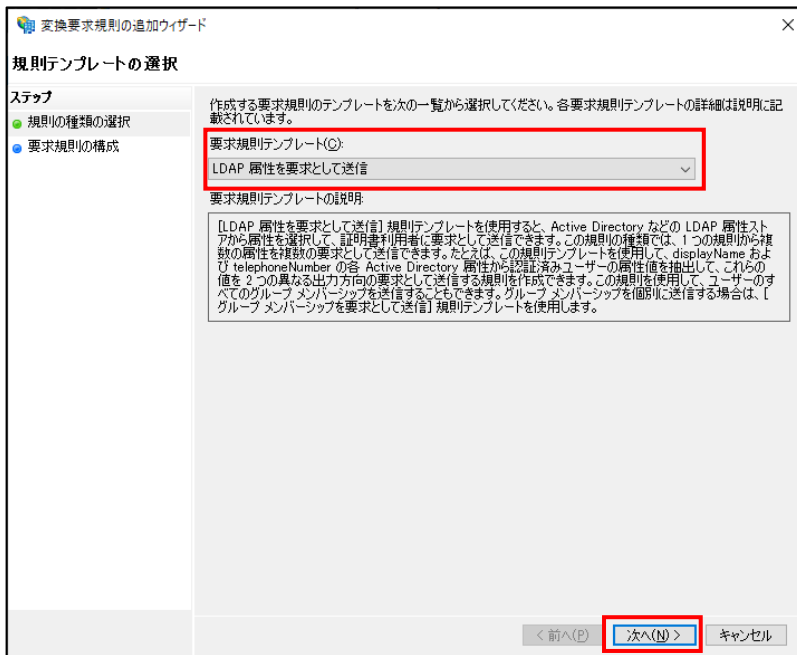 変換要求規則の追加ウィザード
規則テンプレートの選択
ステップ
規則の種類の選択
要求規則の構成
作成する要求規則のテンプレートを次の一覧から選択してください。各要求規則テンプレートの詳細は説明に記
載されています。
要求規則テンプレート(C):
LDAP 属性を要求として送信
要求規則テンプレートの説明:
[LDAP 属性を要求として送信] 規則テンプレートを使用すると、Active Directory などの LDAP 属性スト
アから属性を選択して、証明書利用者に要求として送信できます。この規則の種類では、1 つの規則から複
数の属性を複数の要求として送信できます。たとえば、この規則テンプレートを使用して、displayName およ
び telephoneNumber の各 Active Directory 属性から認証済みユーザーの属性値を抽出して、これらの
値を 2 つの異なる出力方向の要求として送信する規則を作成できます。この規則を使用して、ユーザーのす
べてのグループ メンバーシップを送信することもできます。グループ メンバーシップを個別に送信する場合は、[
グループ メンバーシップを要求として送信] 規則テンプレートを使用します。
< 前へ(P)
次へ(N) >
キャンセル